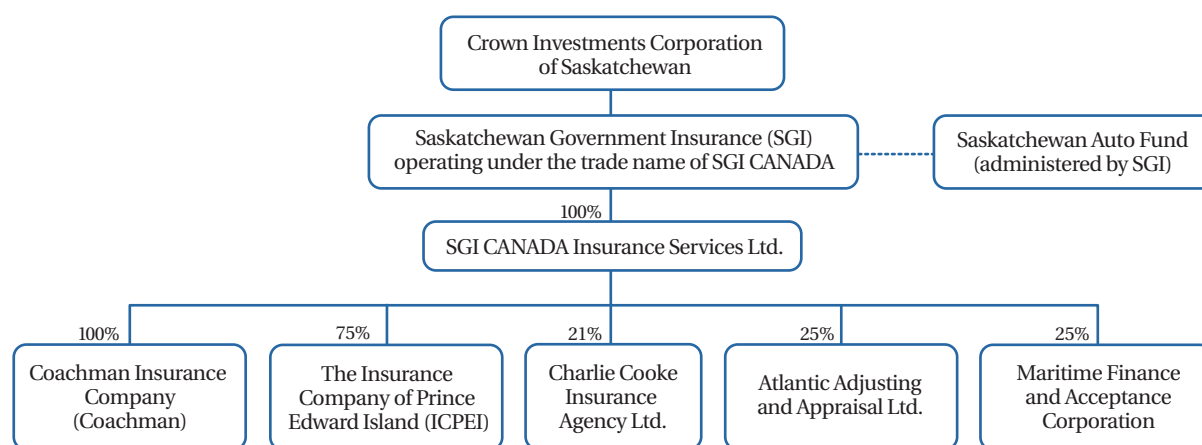 Crown Investments Corporation
of Saskatchewan
Saskatchewan Government Insurance (SGI)
operating under the trade name of SGI CANADA
Saskatchewan Auto Fund
(administered by SGI)
100%
SGI CANADA Insurance Services Ltd.
100%
Coachman Insurance
Company
(Coachman)
75%
The Insurance
Company of Prince
Edward Island (ICPEI)
21%
Charlie Cooke
Insurance
Agency Ltd.
25%
Atlantic Adjusting
and Appraisal Ltd.
25%
Maritime Finance
and Acceptance
Corporation